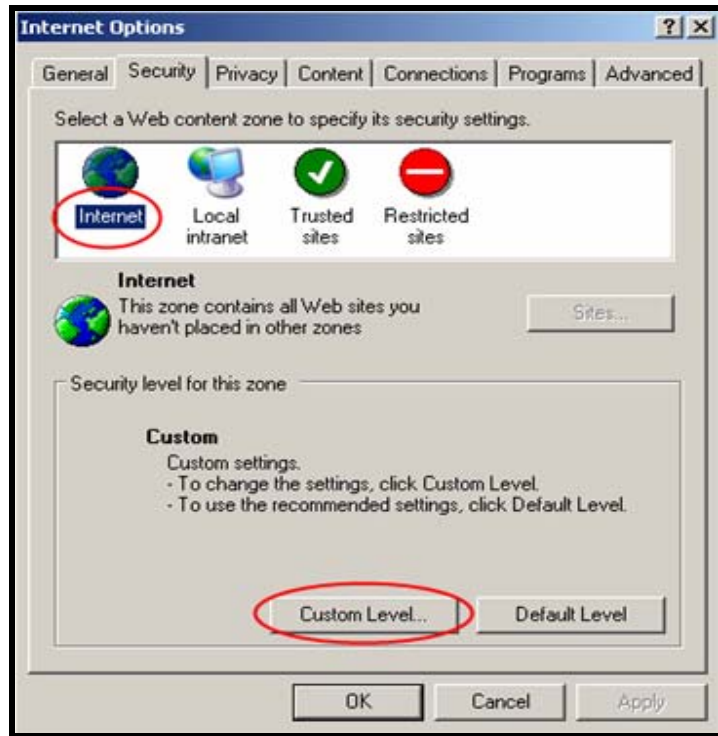 Internet Options
General Security Privacy Content Connections Programs Advanced
Select a Web content zone to specify its security settings.
Internet
Local intranet
Trusted sites
Restricted sites
Internet
This zone contains all Web sites you
haven't placed in other zones
Sites...
Security level for this zone
Custom
Custom settings.
- To change the settings, click Custom Level.
- To use the recommended settings, click Default Level.
Custom Level... Default Level
OK Cancel Apply